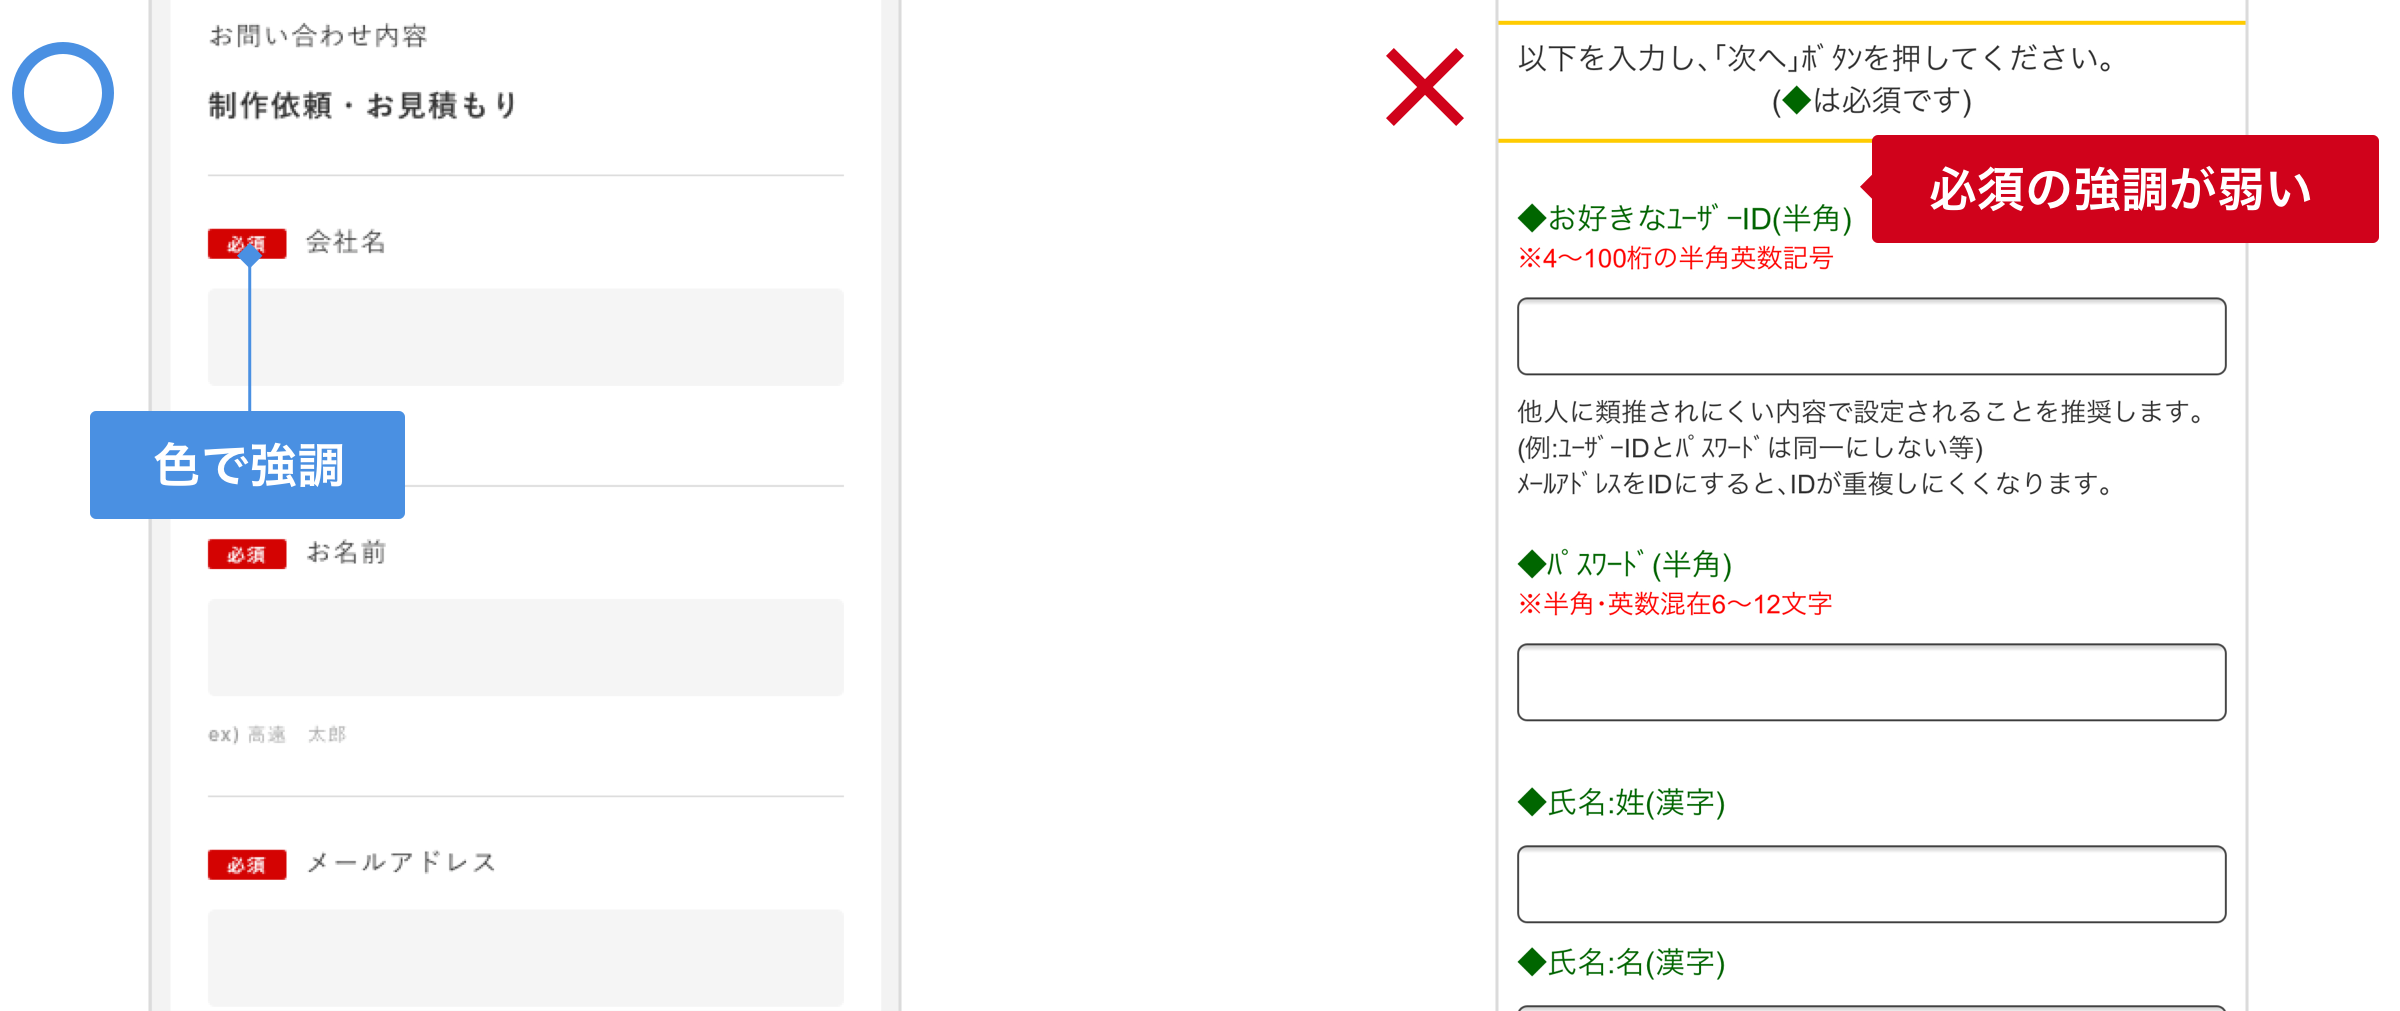 お問い合わせ内容
制作依頼・お見積もり
必須 会社名
色で強調
必須 お名前
ex) 高遠　太郎
必須 メールアドレス
以下を入力し､｢次へ｣ﾎﾞﾀﾝを押してください。
(◆は必須です)
必須の強調が弱い
◆お好きなﾕｰｻﾞｰID(半角)
※4〜100桁の半角英数記号
他人に類推されにくい内容で設定されることを推奨します。
(例:ﾕｰｻﾞｰIDとﾊﾟｽﾜｰﾄﾞは同一にしない等)
ﾒｰﾙｱﾄﾞﾚｽをIDにすると､IDが重複しにくくなります。
◆ﾊﾟｽﾜｰﾄﾞ(半角)
※半角･英数混在6〜12文字
◆氏名:姓(漢字)
◆氏名:名(漢字)